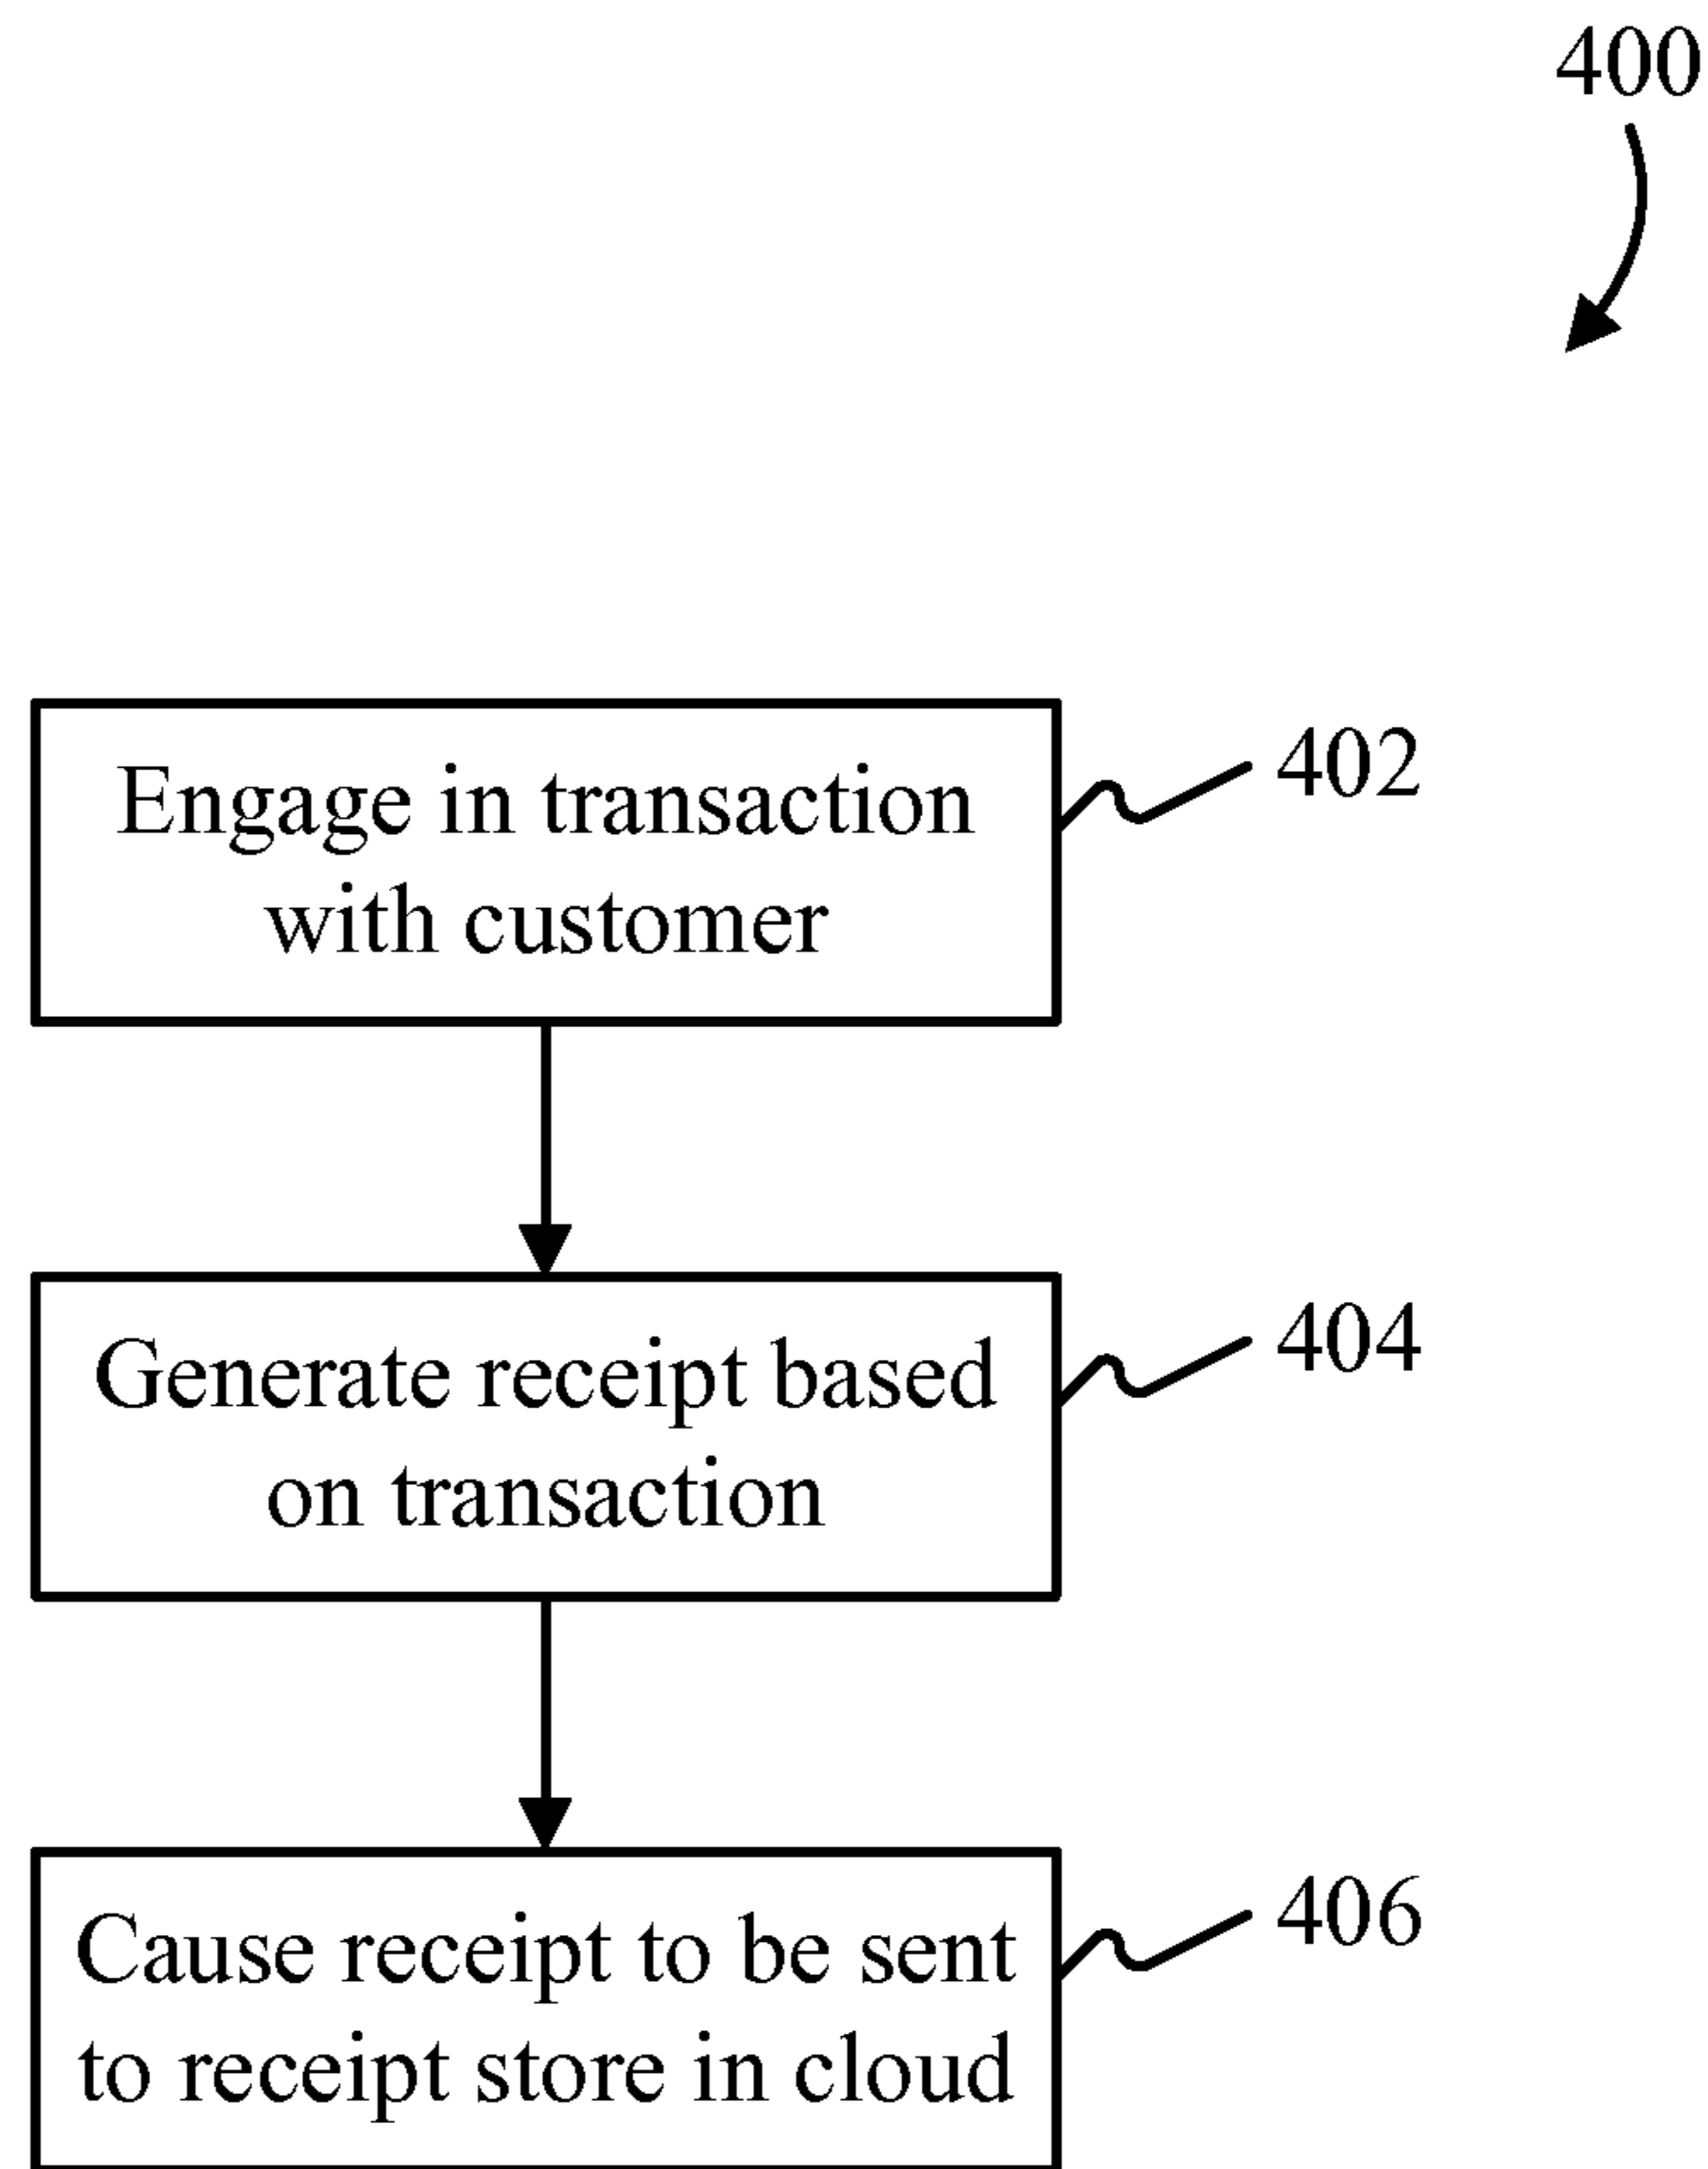 400
Engage in transaction
with customer
402
Generate receipt based
on transaction
404
Cause receipt to be sent
to receipt store in cloud
406